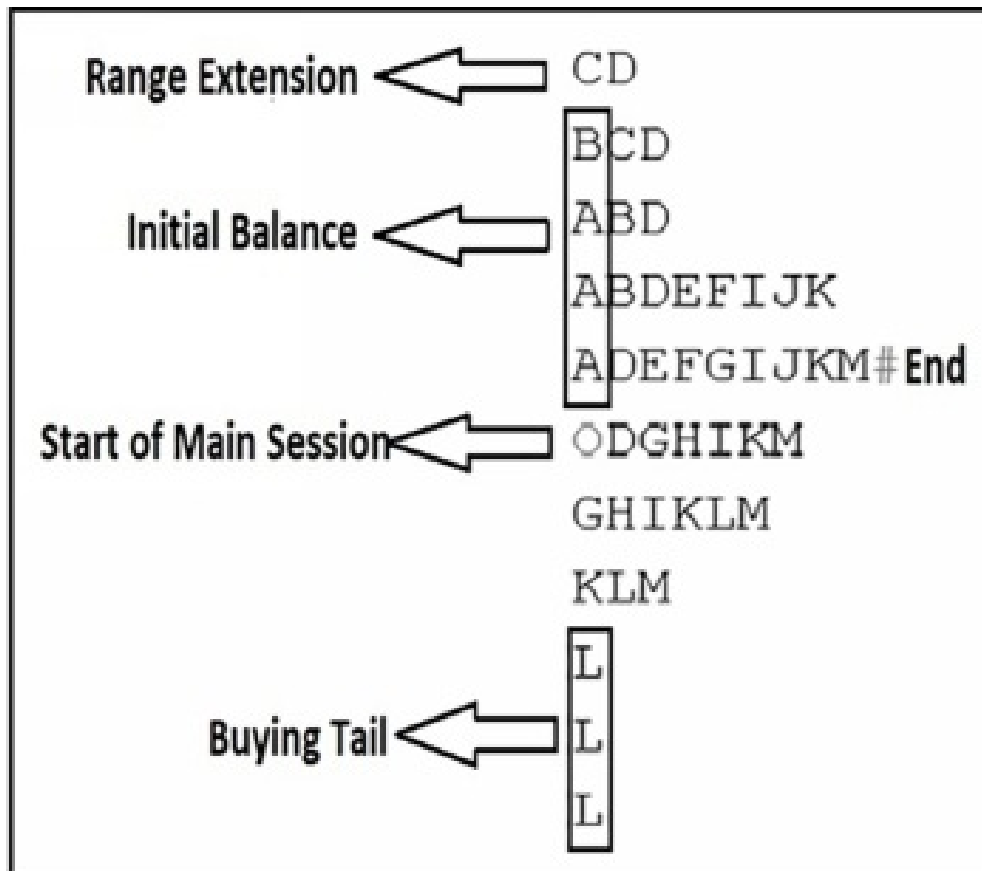 Range Extension CD
BCD
Initial Balance ABD
ABDEFIJK
ADEFGIJKM#End
Start of Main Session ODGHIKM
GHIKLM
KLM
L
Buying Tail L
L